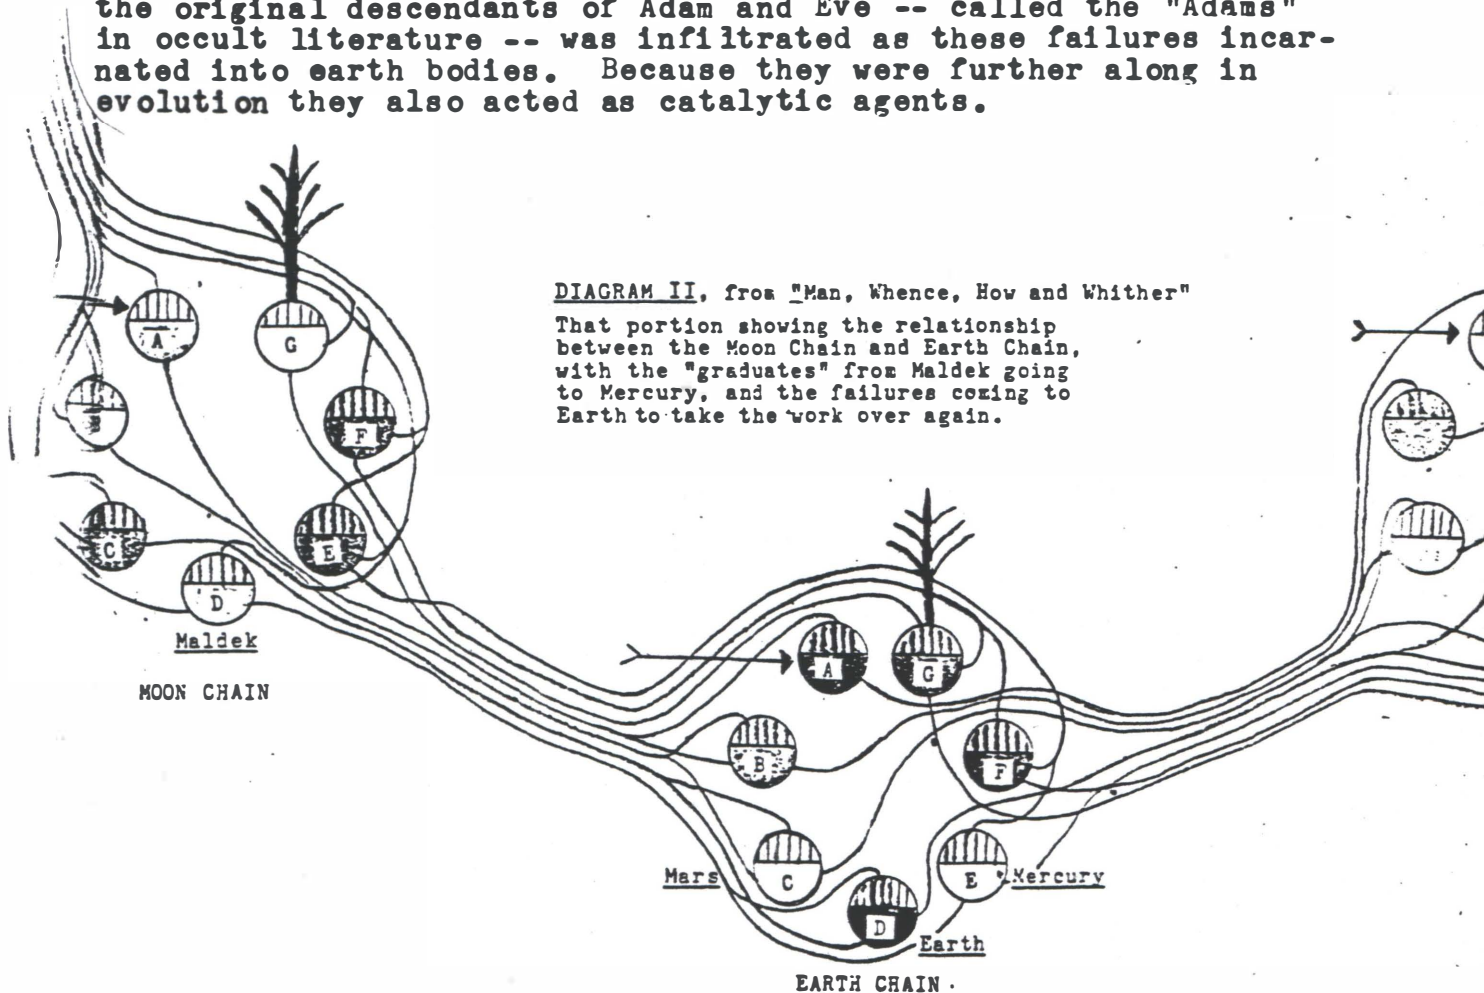 the original descendants of Adam and Eve -- called the "Adams"
in occult literature -- was infiltrated as these failures incar-
nated into earth bodies. Because they were further along in
evolution they also acted as catalytic agents.
DIAGRAM II, from "Man, Whence, How and Whither"
That portion showing the relationship
between the Moon Chain and Earth Chain,
with the "graduates" from Maldek going
to Mercury, and the failures coming to
Earth to take the work over again.
A
G
F
C
E
D
Maldek
MOON CHAIN
A
G
B
F
Mars
C
E
Mercury
D
Earth
EARTH CHAIN